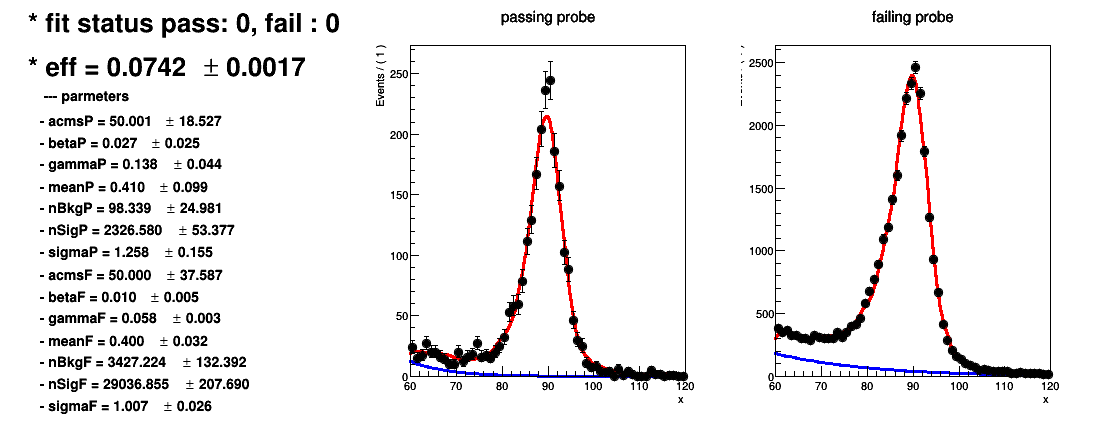 * fit status pass: 0, fail : 0
* eff = 0.0742 ± 0.0017
--- parmeters
- acmsP = 50.001 ± 18.527
- betaP = 0.027 ± 0.025
- gammaP = 0.138 ± 0.044
- meanP = 0.410 ± 0.099
- nBkgP = 98.339 ± 24.981
- nSigP = 2326.580 ± 53.377
- sigmaP = 1.258 ± 0.155
- acmsF = 50.000 ± 37.587
- betaF = 0.010 ± 0.005
- gammaF = 0.058 ± 0.003
- meanF = 0.400 ± 0.032
- nBkgF = 3427.224 ± 132.392
- nSigF = 29036.855 ± 207.690
- sigmaF = 1.007 ± 0.026
passing probe
Events / ( 1 )
250
200
150
100
50
0
60 70 80 90 100 110 120
x
failing probe
2500
2000
1500
1000
500
0
60 70 80 90 100 110 120
x